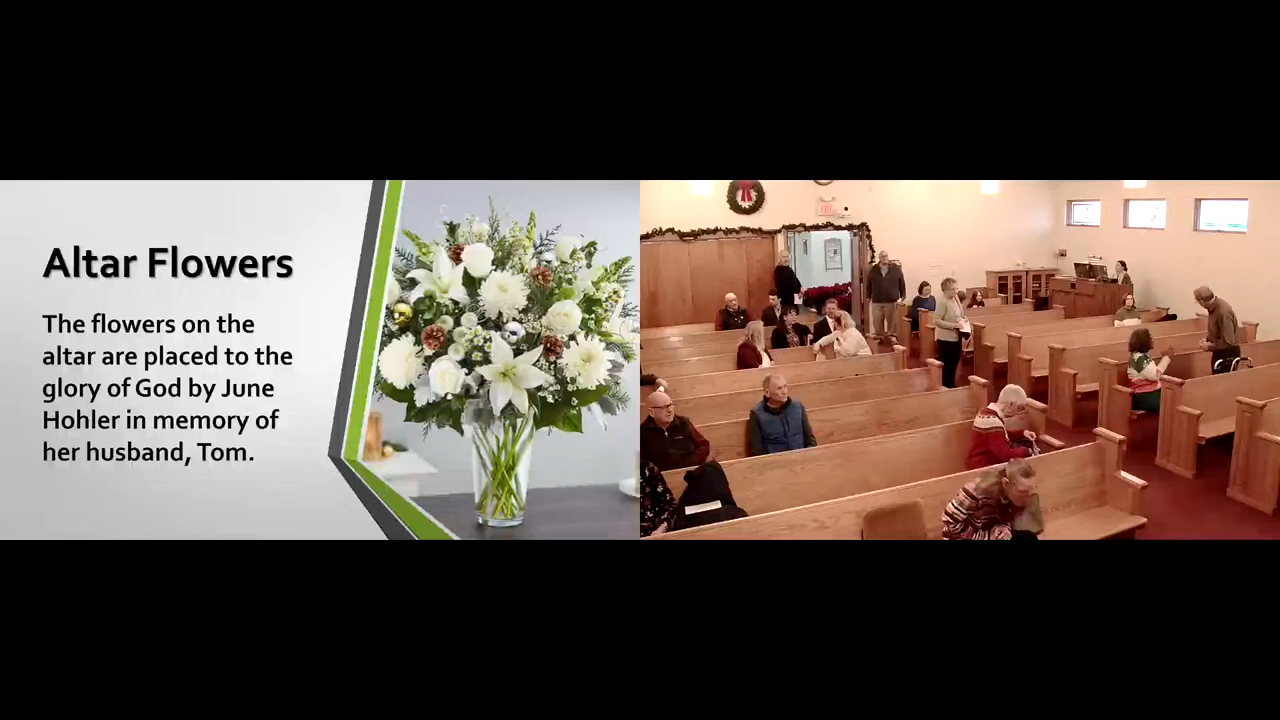 Altar Flowers
The flowers on the
altar are placed to the
glory of God by June
Hohler in memory of
her husband, Tom.
EXIT